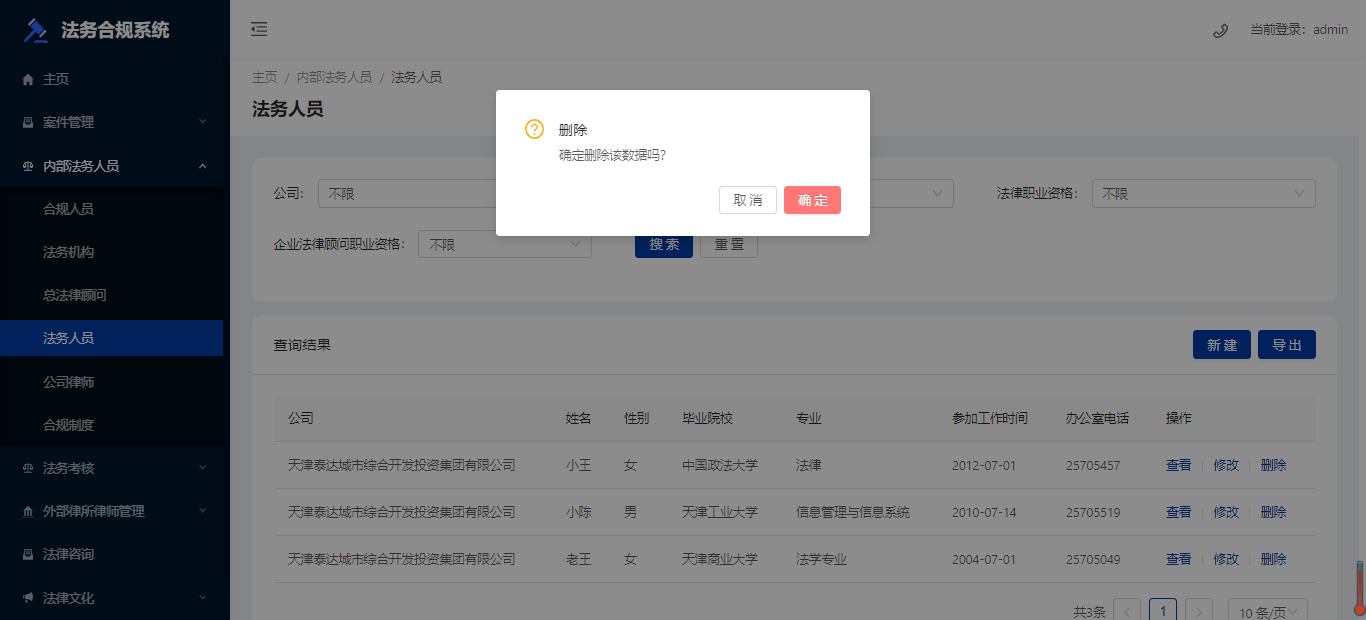 法务合规系统
当前登录：admin
主页
案件管理
内部法务人员
合规人员
法务机构
总法律顾问
法务人员
公司律师
合规制度
法务考核
外部律所律师管理
法律咨询
法律文化
主页 / 内部法务人员 / 法务人员
法务人员
删除
确定删除该数据吗?
取 消 确 定
公司: 不限 法律职业资格: 不限
企业法律顾问职业资格: 不限 搜 索 重 置
查询结果 新 建 导 出
公司 姓名 性别 毕业院校 专业 参加工作时间 办公室电话 操作
天津泰达城市综合开发投资集团有限公司 小王 女 中国政法大学 法律 2012-07-01 25705457 查看 修改 删除
天津泰达城市综合开发投资集团有限公司 小陈 男 天津工业大学 信息管理与信息系统 2010-07-14 25705519 查看 修改 删除
天津泰达城市综合开发投资集团有限公司 老王 女 天津商业大学 法学专业 2004-07-01 25705049 查看 修改 删除
共3条 < 1 > 10 条/页